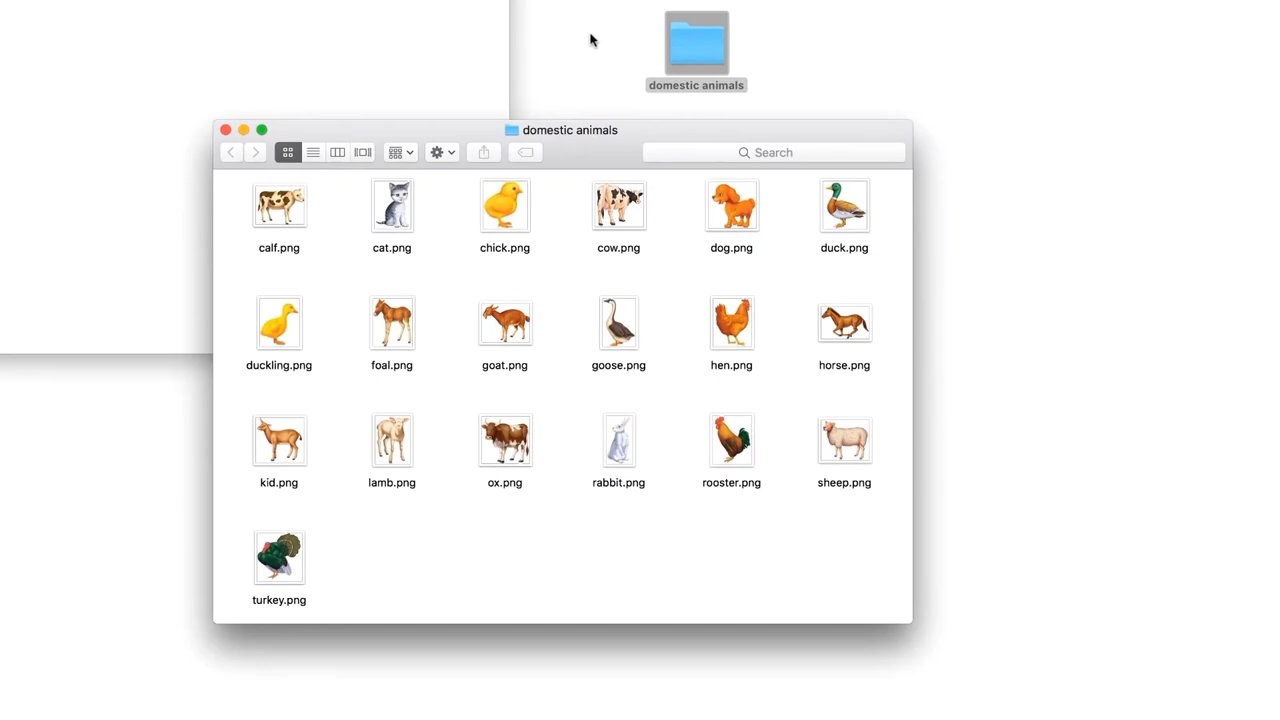 domestic animals
domestic animals
Search
calf.png
cat.png
chick.png
cow.png
dog.png
duck.png
duckling.png
foal.png
goat.png
goose.png
hen.png
horse.png
kid.png
lamb.png
ox.png
rabbit.png
rooster.png
sheep.png
turkey.png